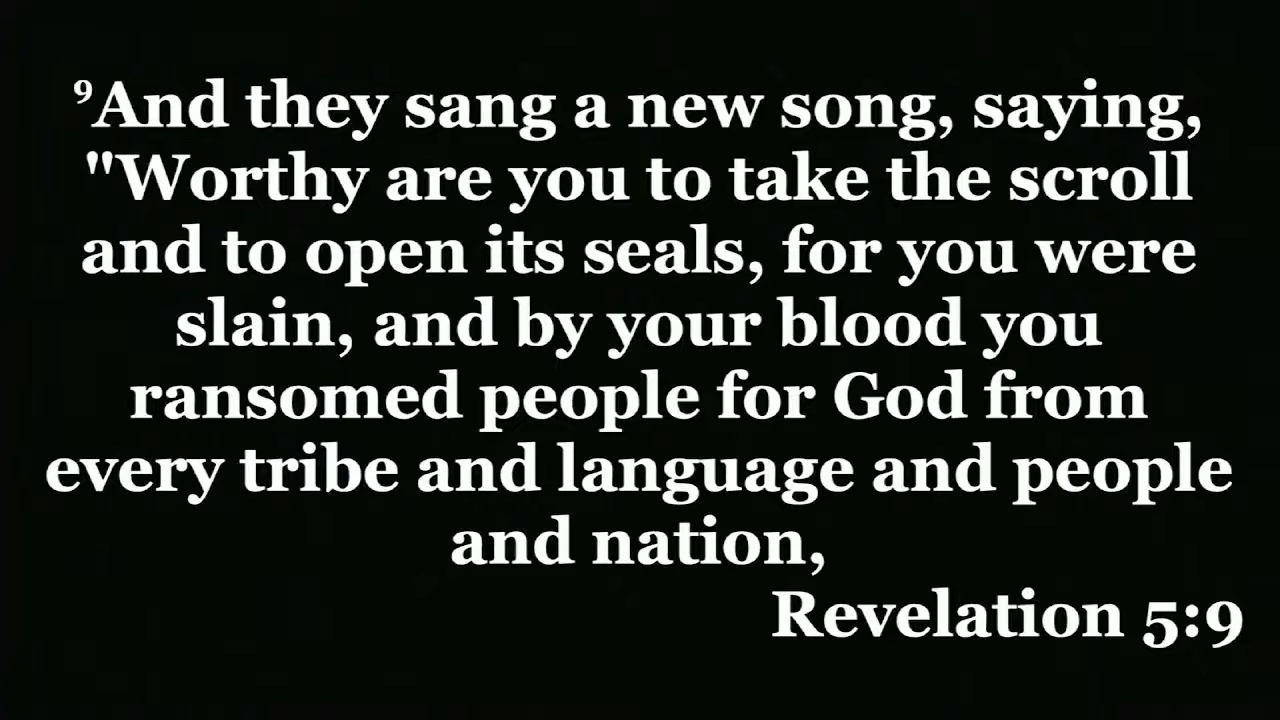 ⁹And they sang a new song, saying,
"Worthy are you to take the scroll
and to open its seals, for you were
slain, and by your blood you
ransomed people for God from
every tribe and language and people
and nation,
Revelation 5:9